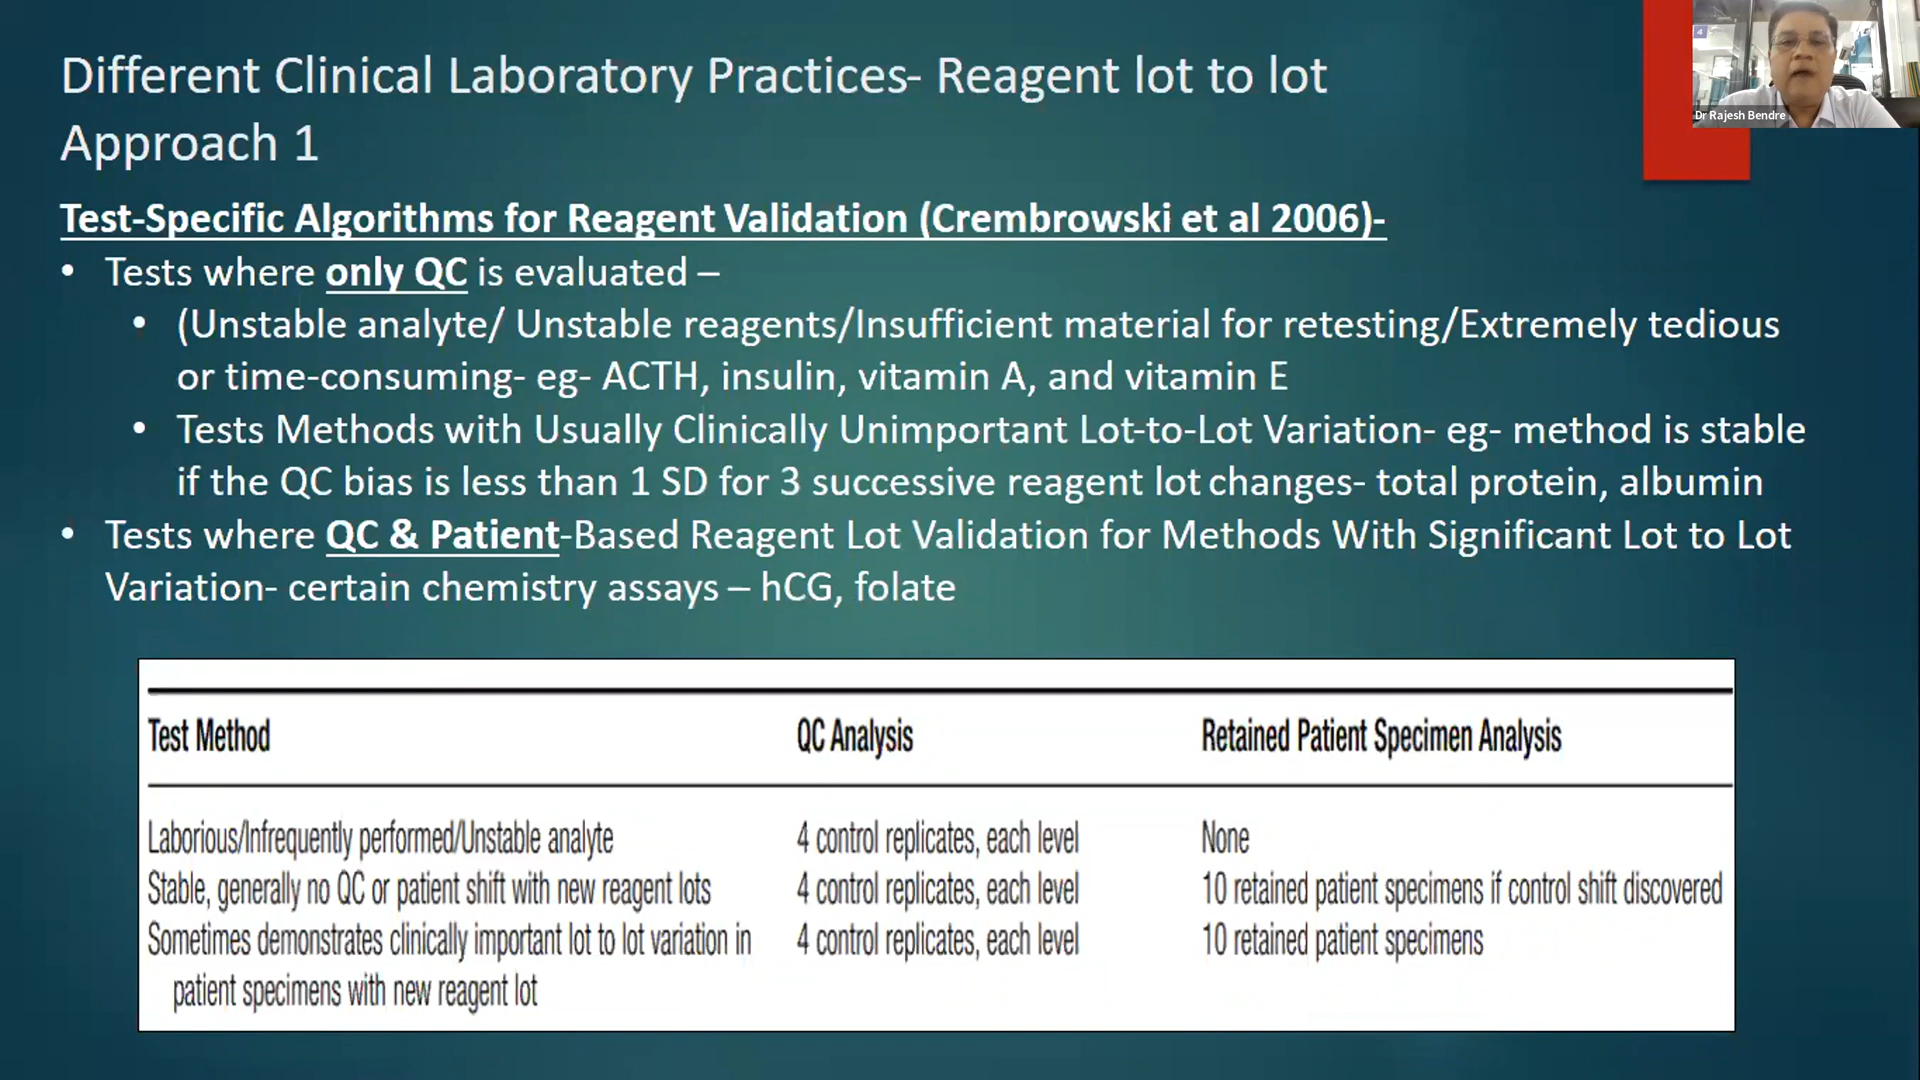 Different Clinical Laboratory Practices- Reagent lot to lot
Approach 1
4
Dr Rajesh Bendre
Test-Specific Algorithms for Reagent Validation (Crembrowski et al 2006)-
• Tests where only QC is evaluated –
• (Unstable analyte/ Unstable reagents/Insufficient material for retesting/Extremely tedious
or time-consuming- eg- ACTH, insulin, vitamin A, and vitamin E
• Tests Methods with Usually Clinically Unimportant Lot-to-Lot Variation- eg- method is stable
if the QC bias is less than 1 SD for 3 successive reagent lot changes- total protein, albumin
• Tests where QC & Patient-Based Reagent Lot Validation for Methods With Significant Lot to Lot
Variation- certain chemistry assays – hCG, folate
Test Method QC Analysis Retained Patient Specimen Analysis
Laborious/Infrequently performed/Unstable analyte 4 control replicates, each level None
Stable, generally no QC or patient shift with new reagent lots 4 control replicates, each level 10 retained patient specimens if control shift discovered
Sometimes demonstrates clinically important lot to lot variation in 4 control replicates, each level 10 retained patient specimens
patient specimens with new reagent lot